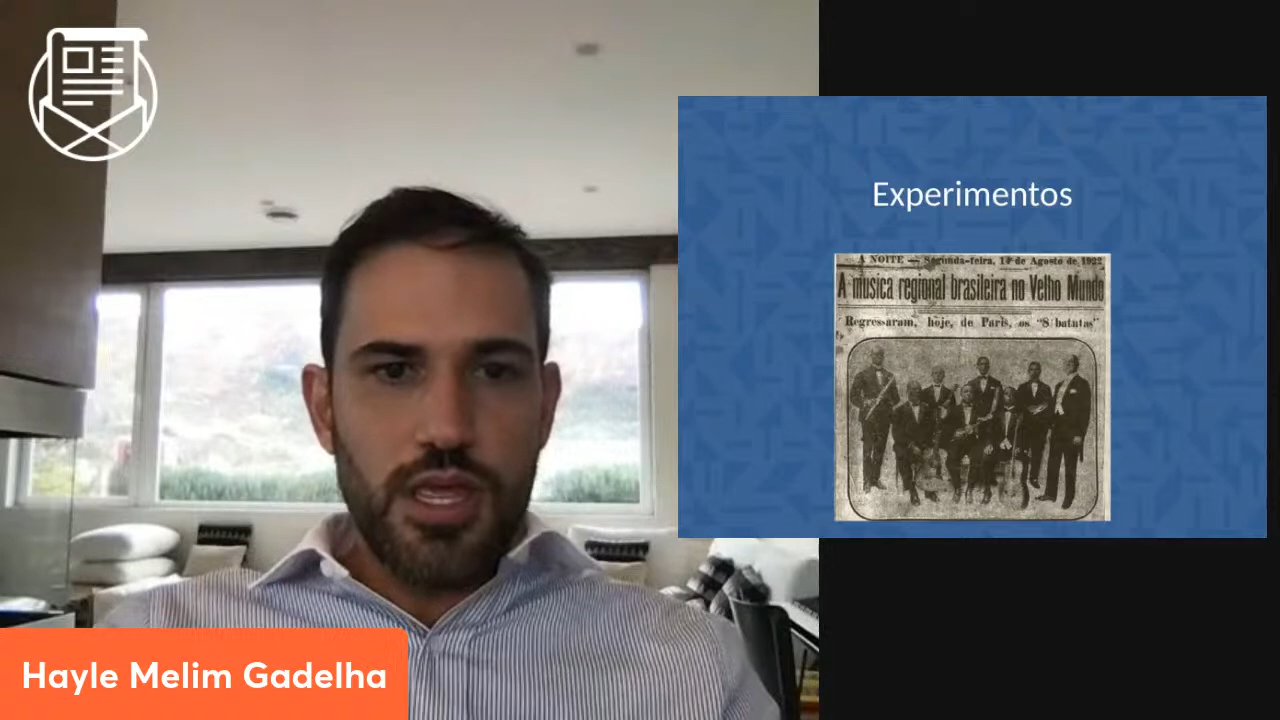 Experimentos
A NOITE — Segunda-feira, 14 de Agosto de 1922
A musica regional brasileira no Velho Mundo
Regressaram, hoje, de Paris, os "8 batutas"
Hayle Melim Gadelha